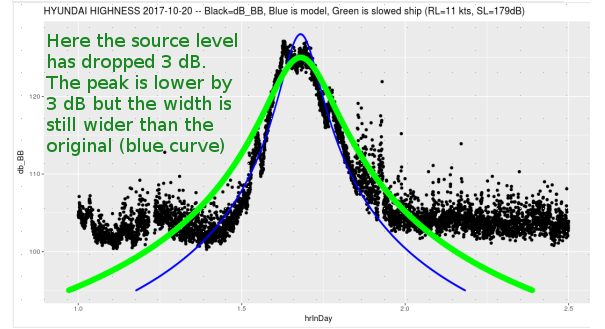 HYUNDAI HIGHNESS 2017-10-20 -- Black=dB_BB, Blue is model, Green is slowed ship (RL=11 kts, SL=179dB)
Here the source level
has dropped 3 dB.
The peak is lower by
3 dB but the width is
still wider than the
original (blue curve)
120
110
100
db_BB
1.0
1.5
2.0
2.5
hrInDay